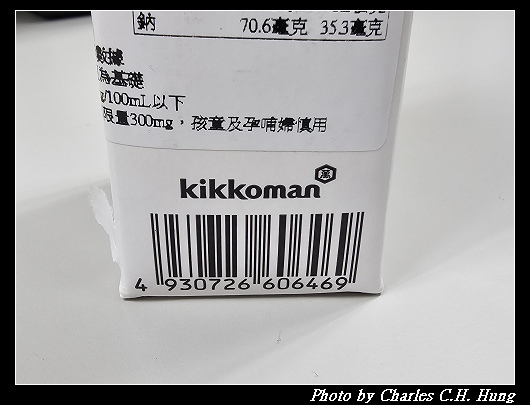 鈉 70.6毫克 35.3毫克
為基礎
/100mL以下
限量300mg，孩童及孕哺婦慎用
kikkoman 萬
4 930726 606469
Photo by Charles C.H. Hung